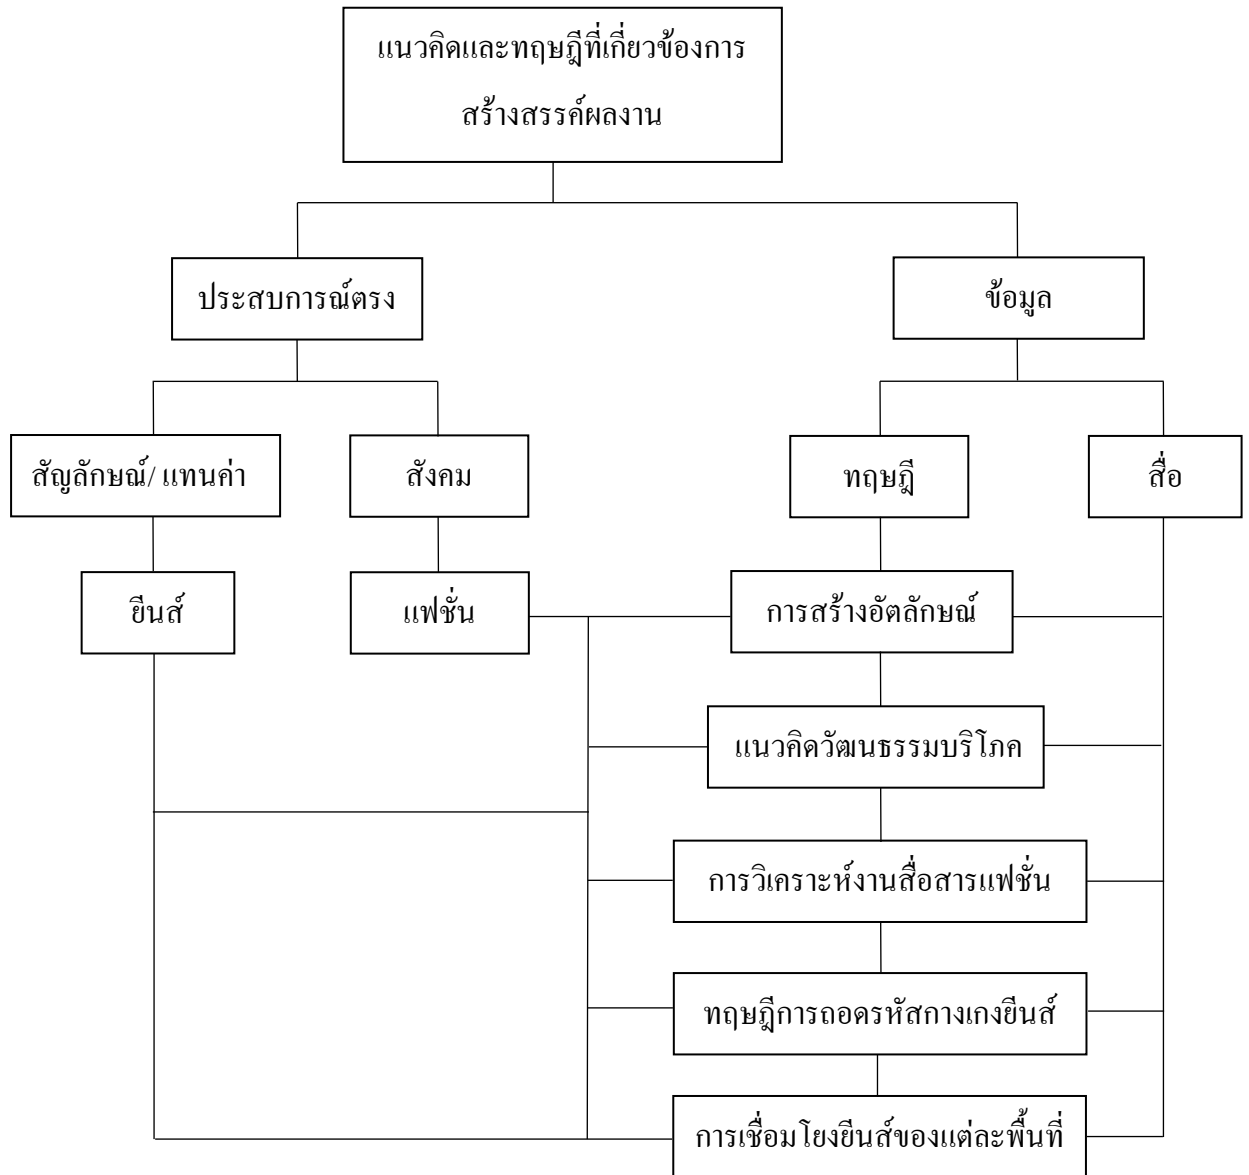 แนวคิดและทฤษฎีที่เกี่ยวข้องการ
สร้างสรรค์ผลงาน
ประสบการณ์ตรง
ข้อมูล
สัญลักษณ์/ แทนค่า
สังคม
ทฤษฎี
สื่อ
ยีนส์
แฟชั่น
การสร้างอัตลักษณ์
แนวคิดวัฒนธรรมบริโภค
การวิเคราะห์งานสื่อสารแฟชั่น
ทฤษฎีการถอดรหัสกางเกงยีนส์
การเชื่อมโยงยีนส์ของแต่ละพื้นที่